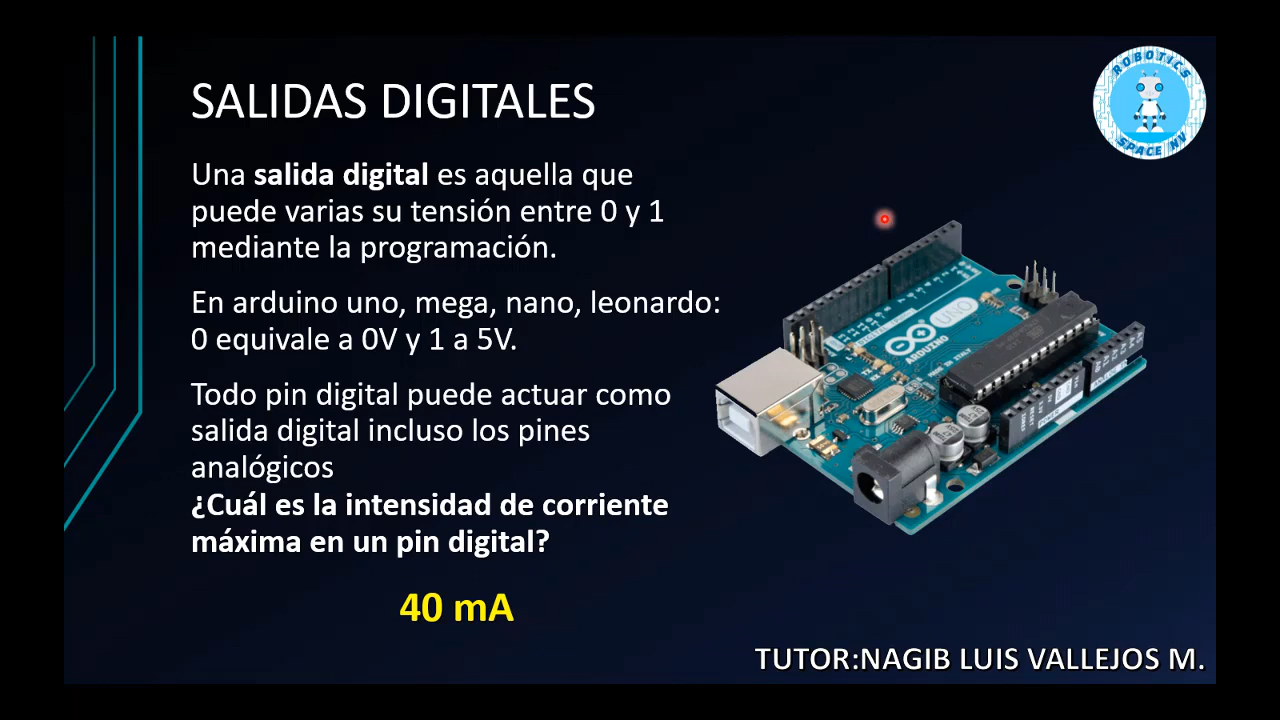 SALIDAS DIGITALES
ROBOTICS
SPACE NV
Una salida digital es aquella que
puede varias su tensión entre 0 y 1
mediante la programación.
En arduino uno, mega, nano, leonardo:
0 equivale a 0V y 1 a 5V.
Todo pin digital puede actuar como
salida digital incluso los pines
analógicos
¿Cuál es la intensidad de corriente
máxima en un pin digital?
40 mA
UNO
ARDUINO
TUTOR:NAGIB LUIS VALLEJOS M.